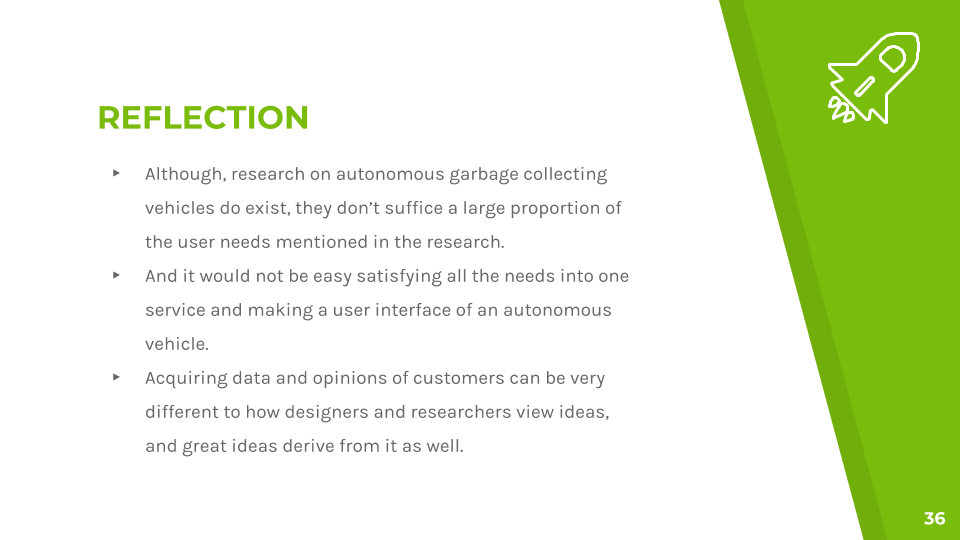 REFLECTION
▸ Although, research on autonomous garbage collecting
vehicles do exist, they don’t suffice a large proportion of
the user needs mentioned in the research.
▸ And it would not be easy satisfying all the needs into one
service and making a user interface of an autonomous
vehicle.
▸ Acquiring data and opinions of customers can be very
different to how designers and researchers view ideas,
and great ideas derive from it as well.
36